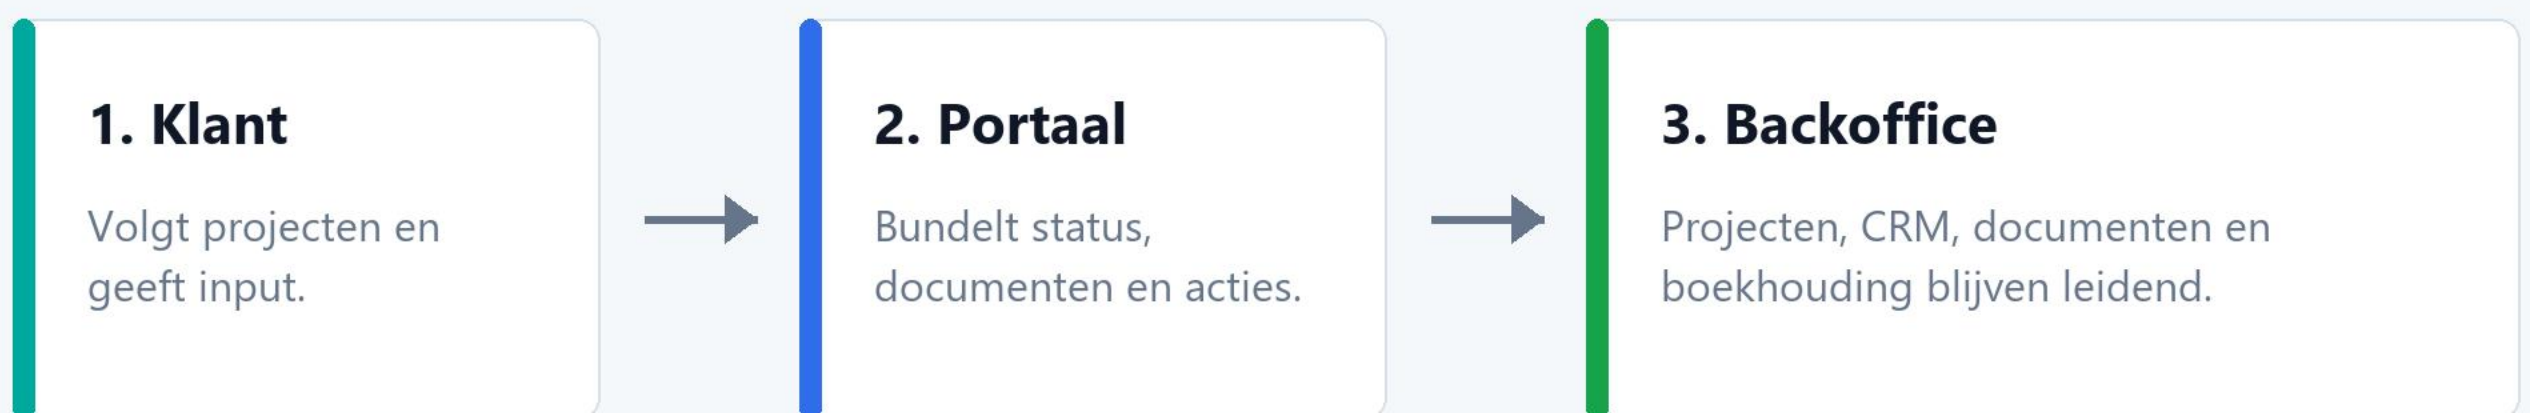 1. Klant
Volgt projecten en
geeft input.
2. Portaal
Bundelt status,
documenten en acties.
3. Backoffice
Projecten, CRM, documenten en
boekhouding blijven leidend.